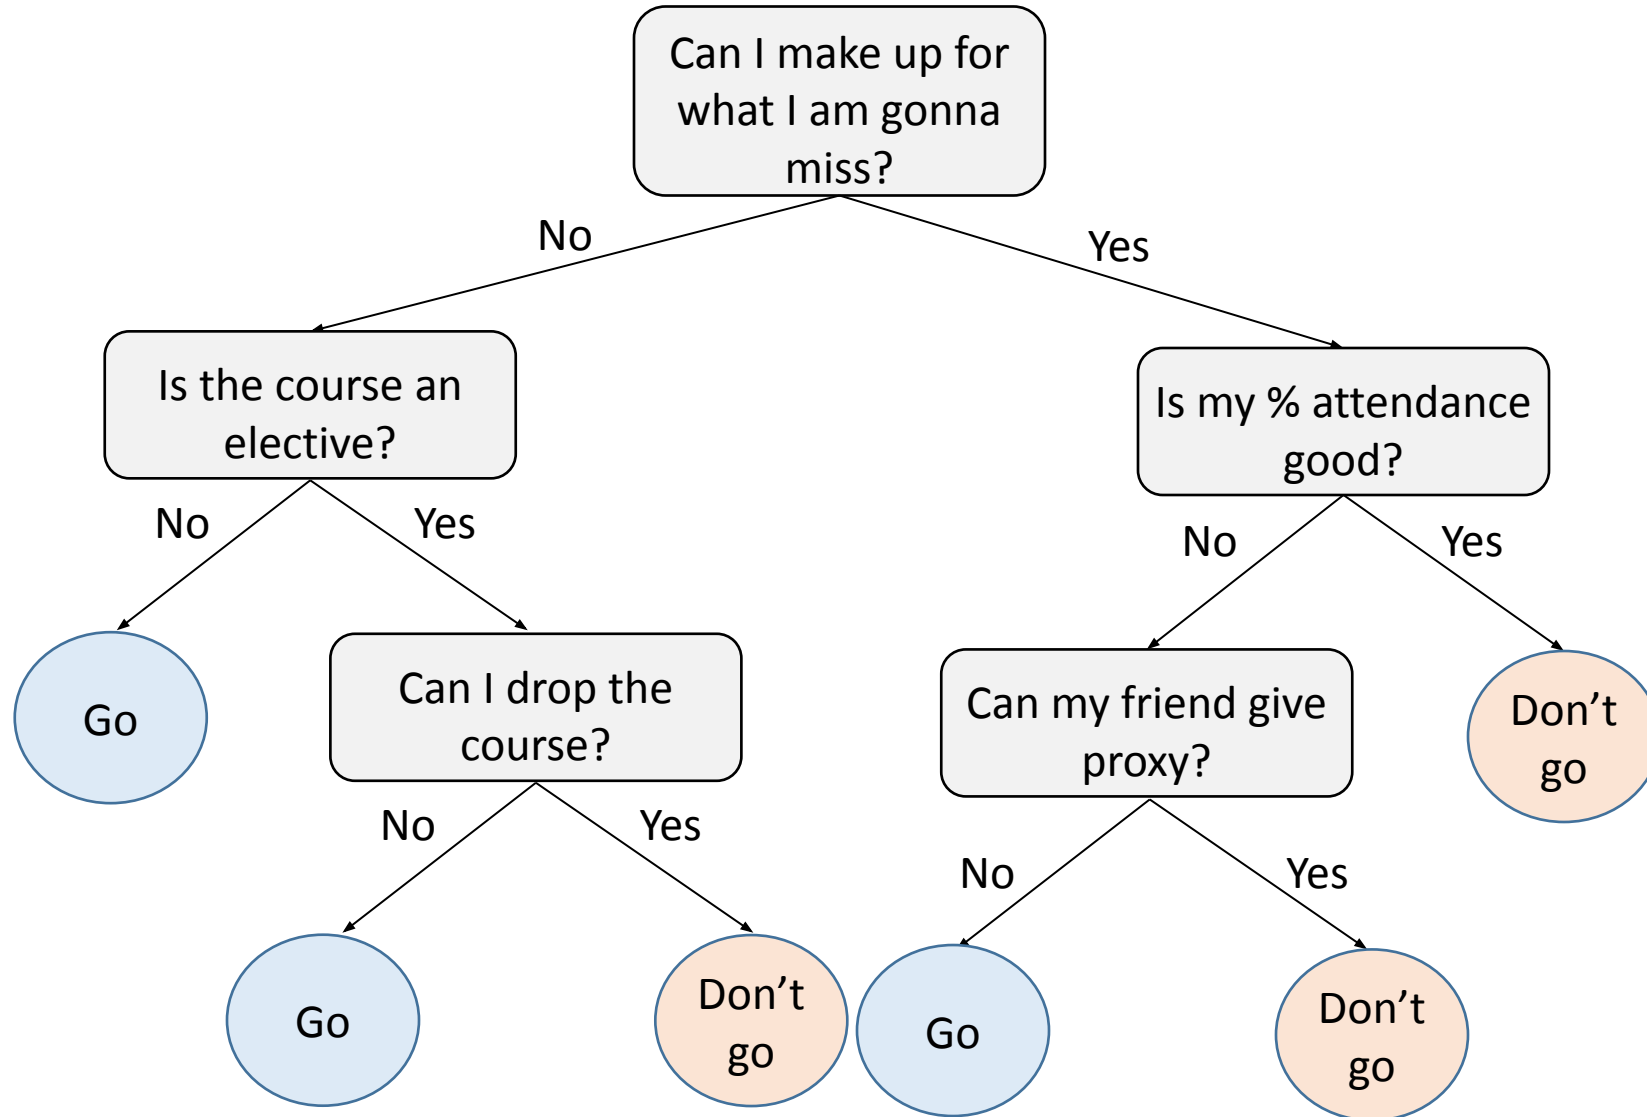 Can I make up for
what I am gonna
miss?
No
Yes
Is the course an
elective?
Is my % attendance
good?
No
Yes
No
Yes
Go
Can I drop the
course?
Can my friend give
proxy?
Don’t
go
No
Yes
No
Yes
Go
Don’t
go
Go
Don’t
go